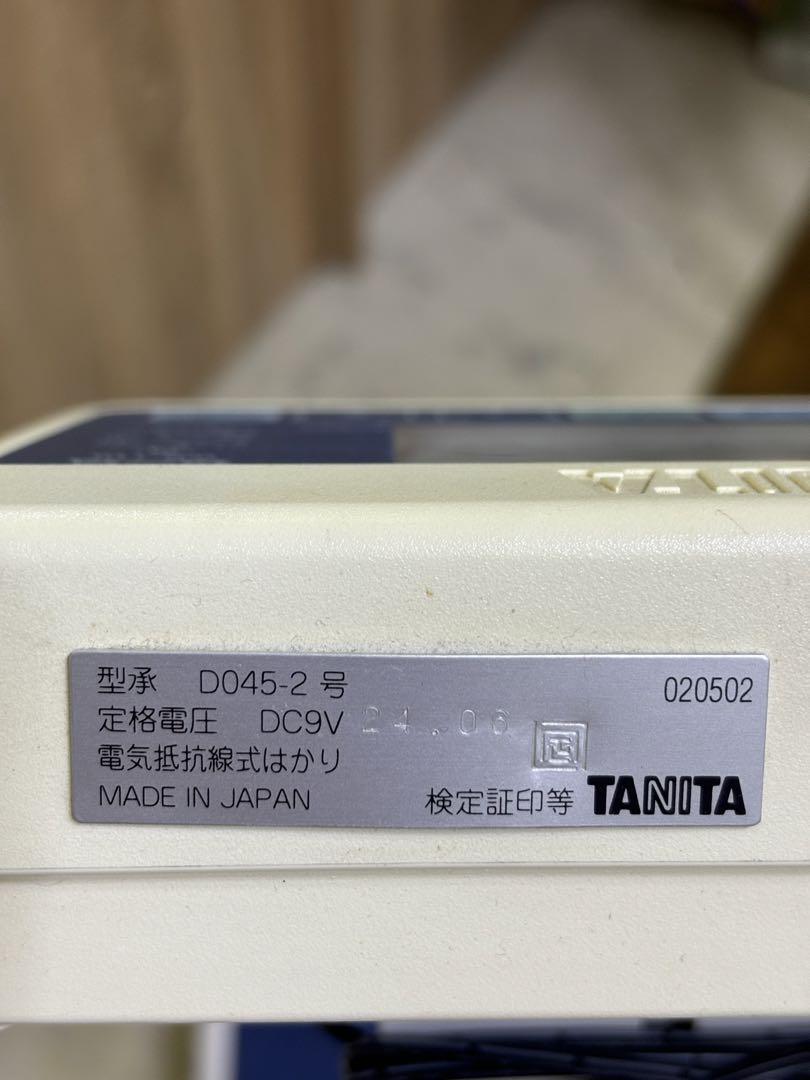 型承 D045-2 号
020502
定格電圧 DC9V 24.06
電気抵抗線式はかり
MADE IN JAPAN
検定証印等 TANITA